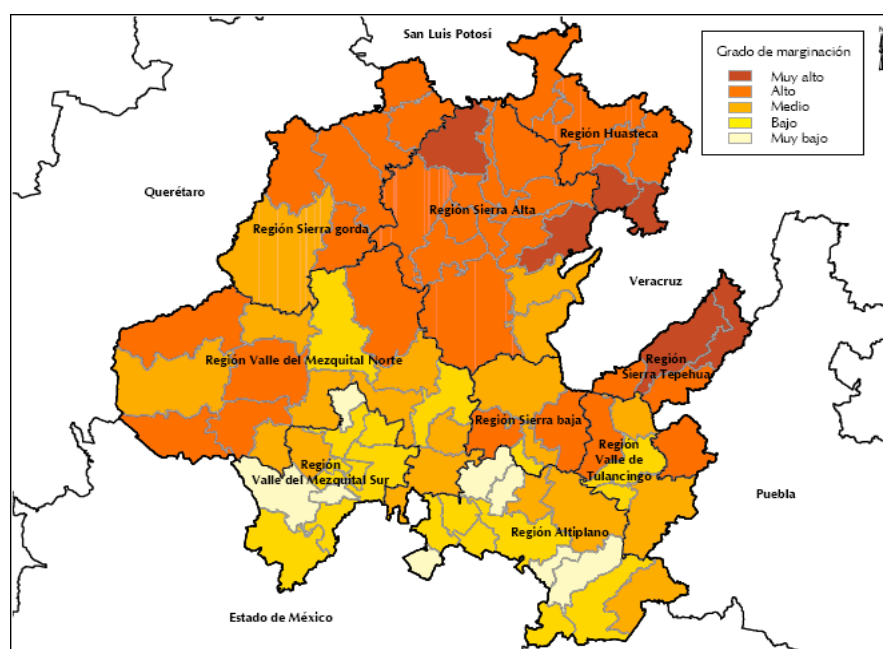 San Luis Potosí
N
Grado de marginación
Muy alto
Alto
Medio
Bajo
Muy bajo
Región Huasteca
Querétaro
Región Sierra Alta
Región Sierra gorda
Veracruz
Región Valle del Mezquital Norte
Región
Sierra Tepehua
Región Sierra baja
Región
Valle de
Tulancingo
Región
Valle del Mezquital Sur
Puebla
Región Altiplano
Estado de México